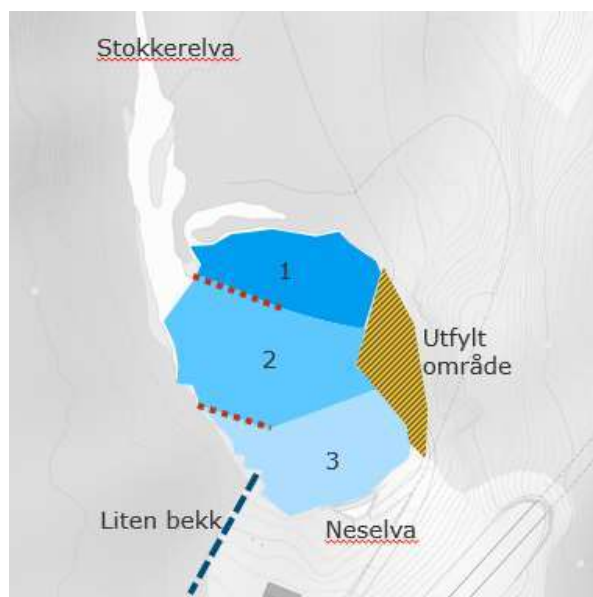 Stokkerelva
1
2
Utfylt
område
3
Liten bekk
Neselva